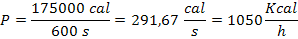 P = 175000 cal / 600 s = 291,67 cal / s = 1050 Kcal / h